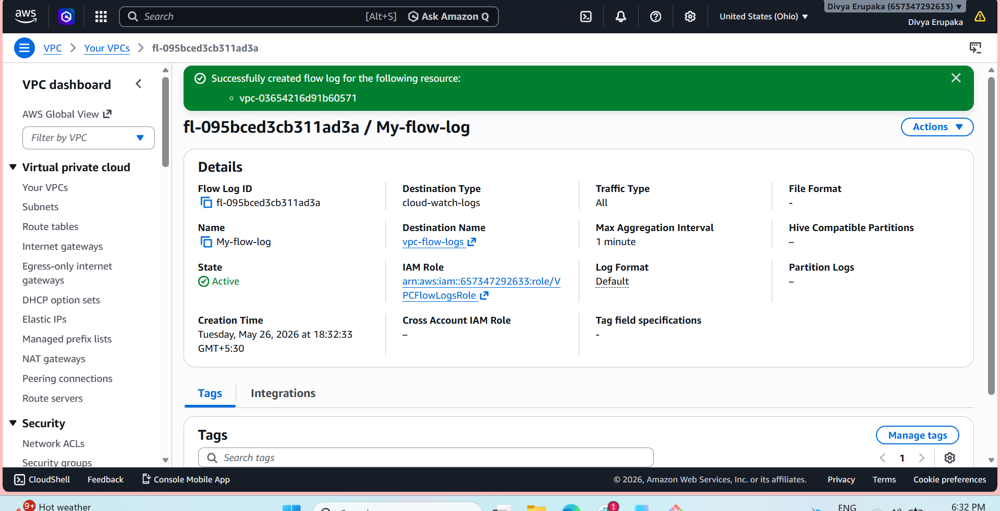 aws
Search
[Alt+S]
Ask Amazon Q
United States (Ohio)
Divya Erupaka (657347292633)
Divya Erupaka
VPC
Your VPCs
fl-095bced3cb311ad3a
VPC dashboard
AWS Global View
Filter by VPC
Virtual private cloud
Your VPCs
Subnets
Route tables
Internet gateways
Egress-only internet
gateways
DHCP option sets
Elastic IPs
Managed prefix lists
NAT gateways
Peering connections
Route servers
Security
Network ACLs
Security groups
Successfully created flow log for the following resource:
vpc-03654216d91b60571
fl-095bced3cb311ad3a / My-flow-log
Actions
Details
Flow Log ID
fl-095bced3cb311ad3a
Destination Type
cloud-watch-logs
Traffic Type
All
File Format
-
Name
My-flow-log
Destination Name
vpc-flow-logs
Max Aggregation Interval
1 minute
Hive Compatible Partitions
–
State
Active
IAM Role
arn:aws:iam::657347292633:role/V
PCFlowLogsRole
Log Format
Default
Partition Logs
–
Creation Time
Tuesday, May 26, 2026 at 18:32:33
GMT+5:30
Cross Account IAM Role
–
Tag field specifications
-
Tags
Integrations
Tags
Manage tags
Search tags
1
CloudShell
Feedback
Console Mobile App
© 2026, Amazon Web Services, Inc. or its affiliates.
Privacy
Terms
Cookie preferences
9+
Hot weather
1
ENG
6:32 PM